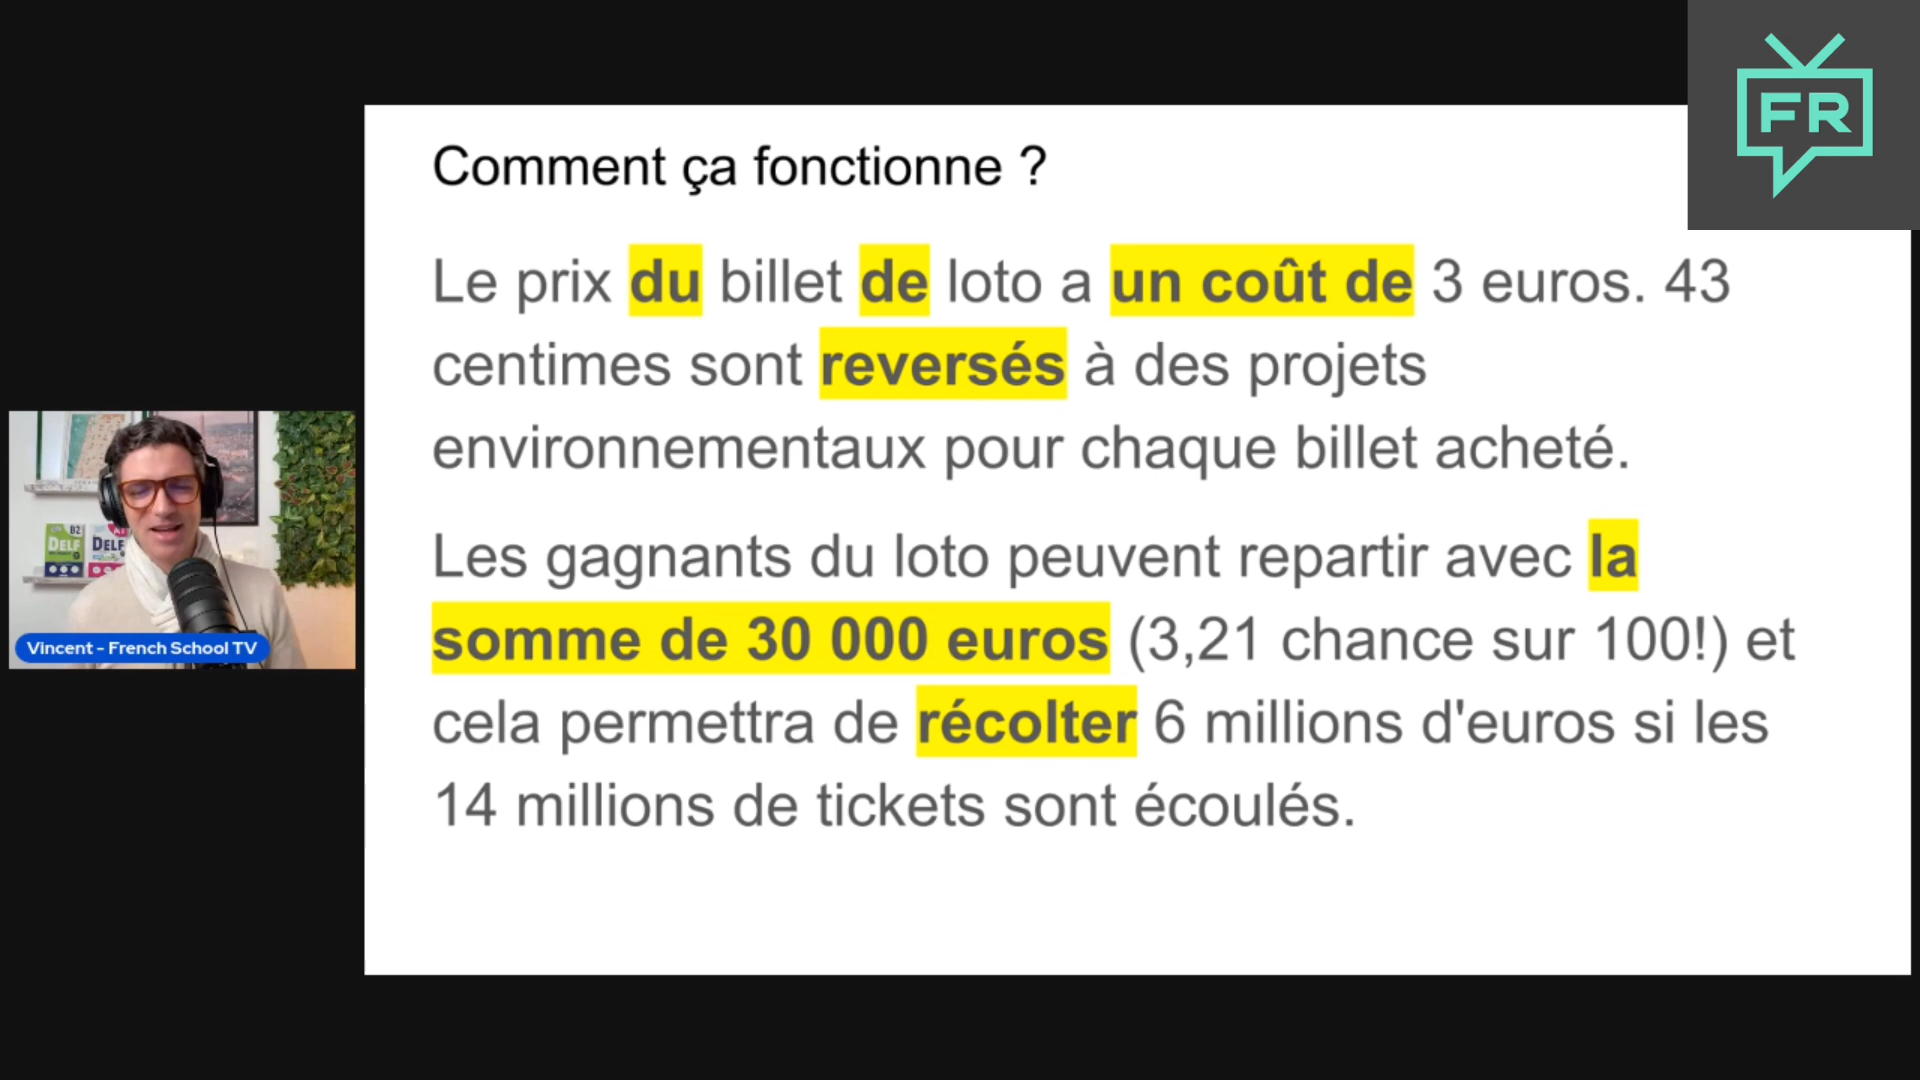 FR
Comment ça fonctionne ?
Le prix du billet de loto a un coût de 3 euros. 43
centimes sont reversés à des projets
environnementaux pour chaque billet acheté.
Les gagnants du loto peuvent repartir avec la
somme de 30 000 euros (3,21 chance sur 100!) et
cela permettra de récolter 6 millions d'euros si les
14 millions de tickets sont écoulés.
B2
DELF
DELF
Vincent - French School TV